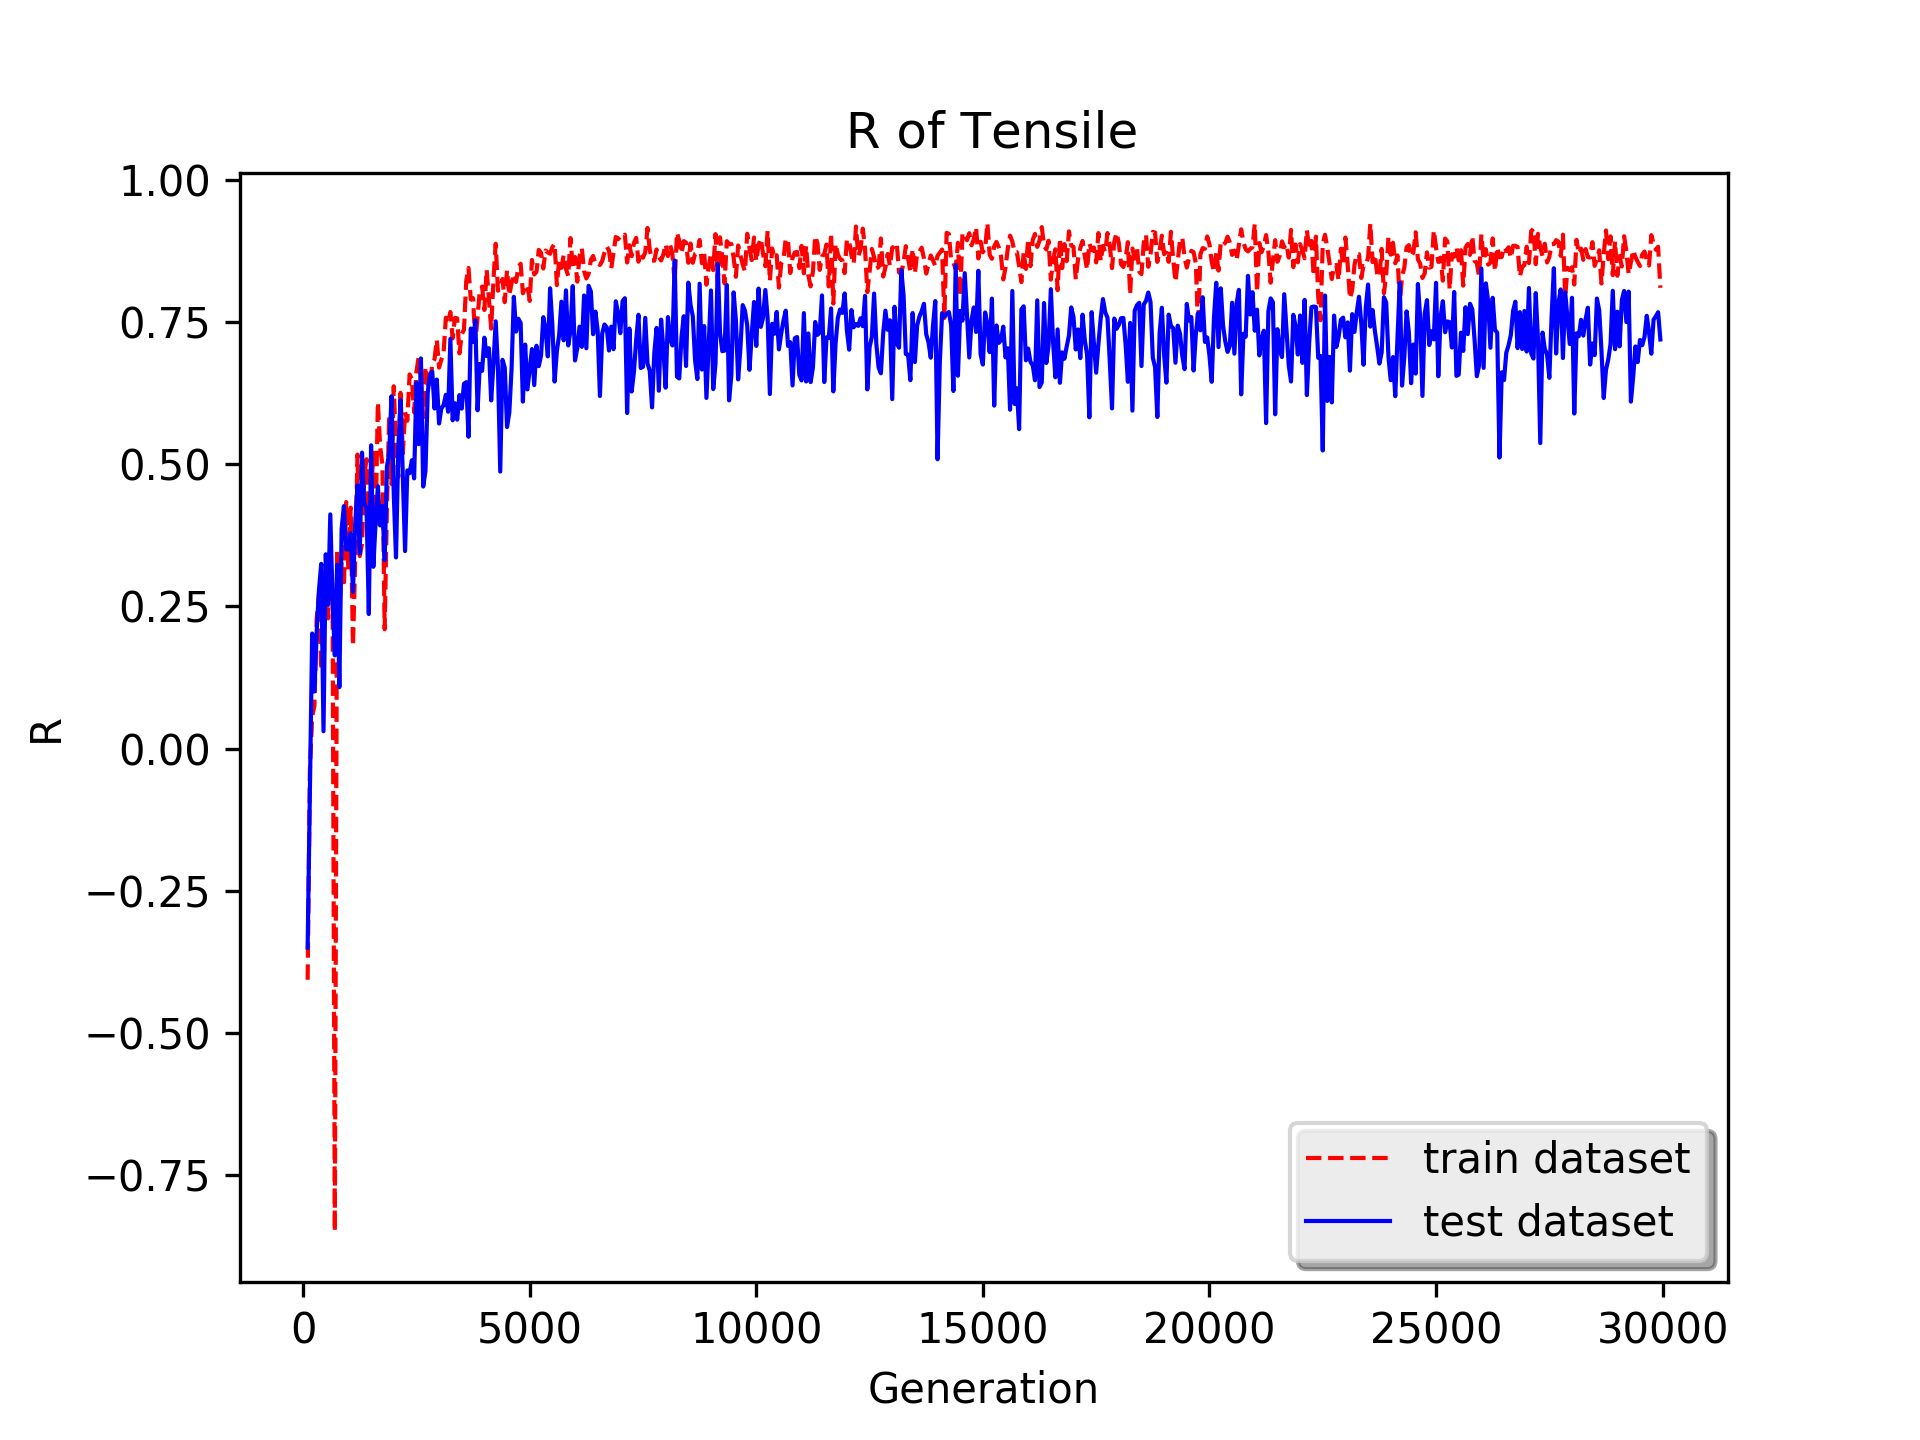 R of Tensile
1.00
0.75
0.50
0.25
0.00
−0.25
−0.50
−0.75
R
0 5000 10000 15000 20000 25000 30000
Generation
train dataset
test dataset